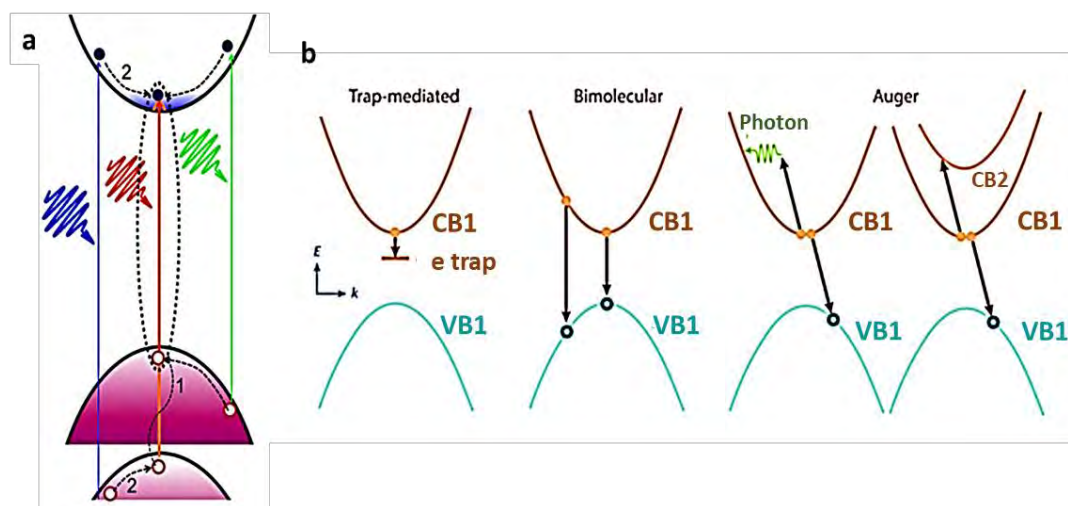 a
2
1
2
b
Trap-mediated
Bimolecular
Auger
Photon
CB2
CB1
CB1
CB1
CB1
e trap
E
k
VB1
VB1
VB1
VB1